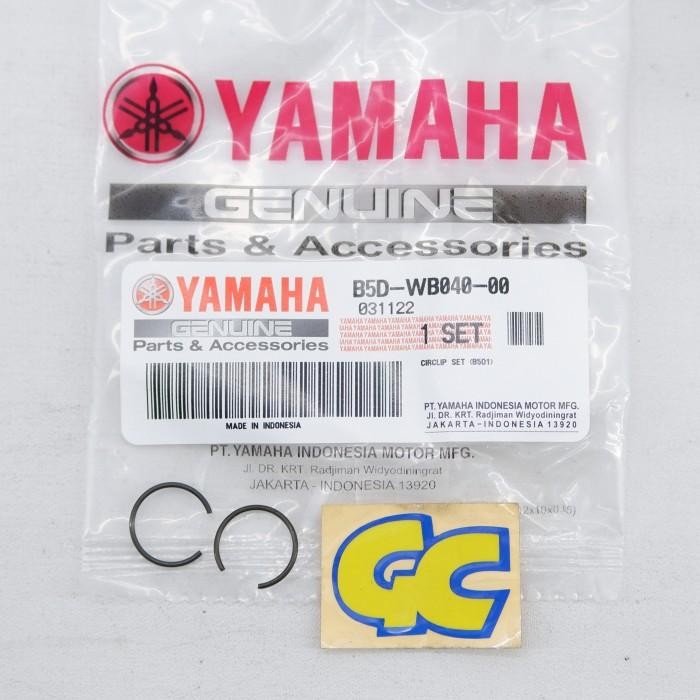 YAMAHA
GENUINE
Parts & Accessories
YAMAHA
GENUINE
Parts & Accessories
B5D-WB040-00
031122
1 SET
CIRCLIP SET (B5D1)
MADE IN INDONESIA
PT. YAMAHA INDONESIA MOTOR MFG.
Jl. DR. KRT. Radjiman Widyodiningrat
JAKARTA - INDONESIA 13920
PT. YAMAHA INDONESIA MOTOR MFG.
Jl. DR. KRT. Radjiman Widyodiningrat
JAKARTA - INDONESIA 13920
GC